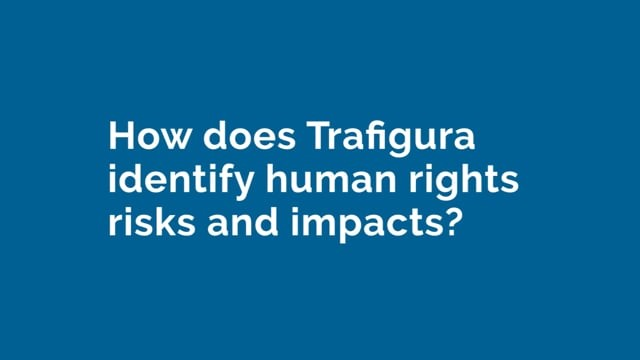 How does Trafigura
identify human rights
risks and impacts?